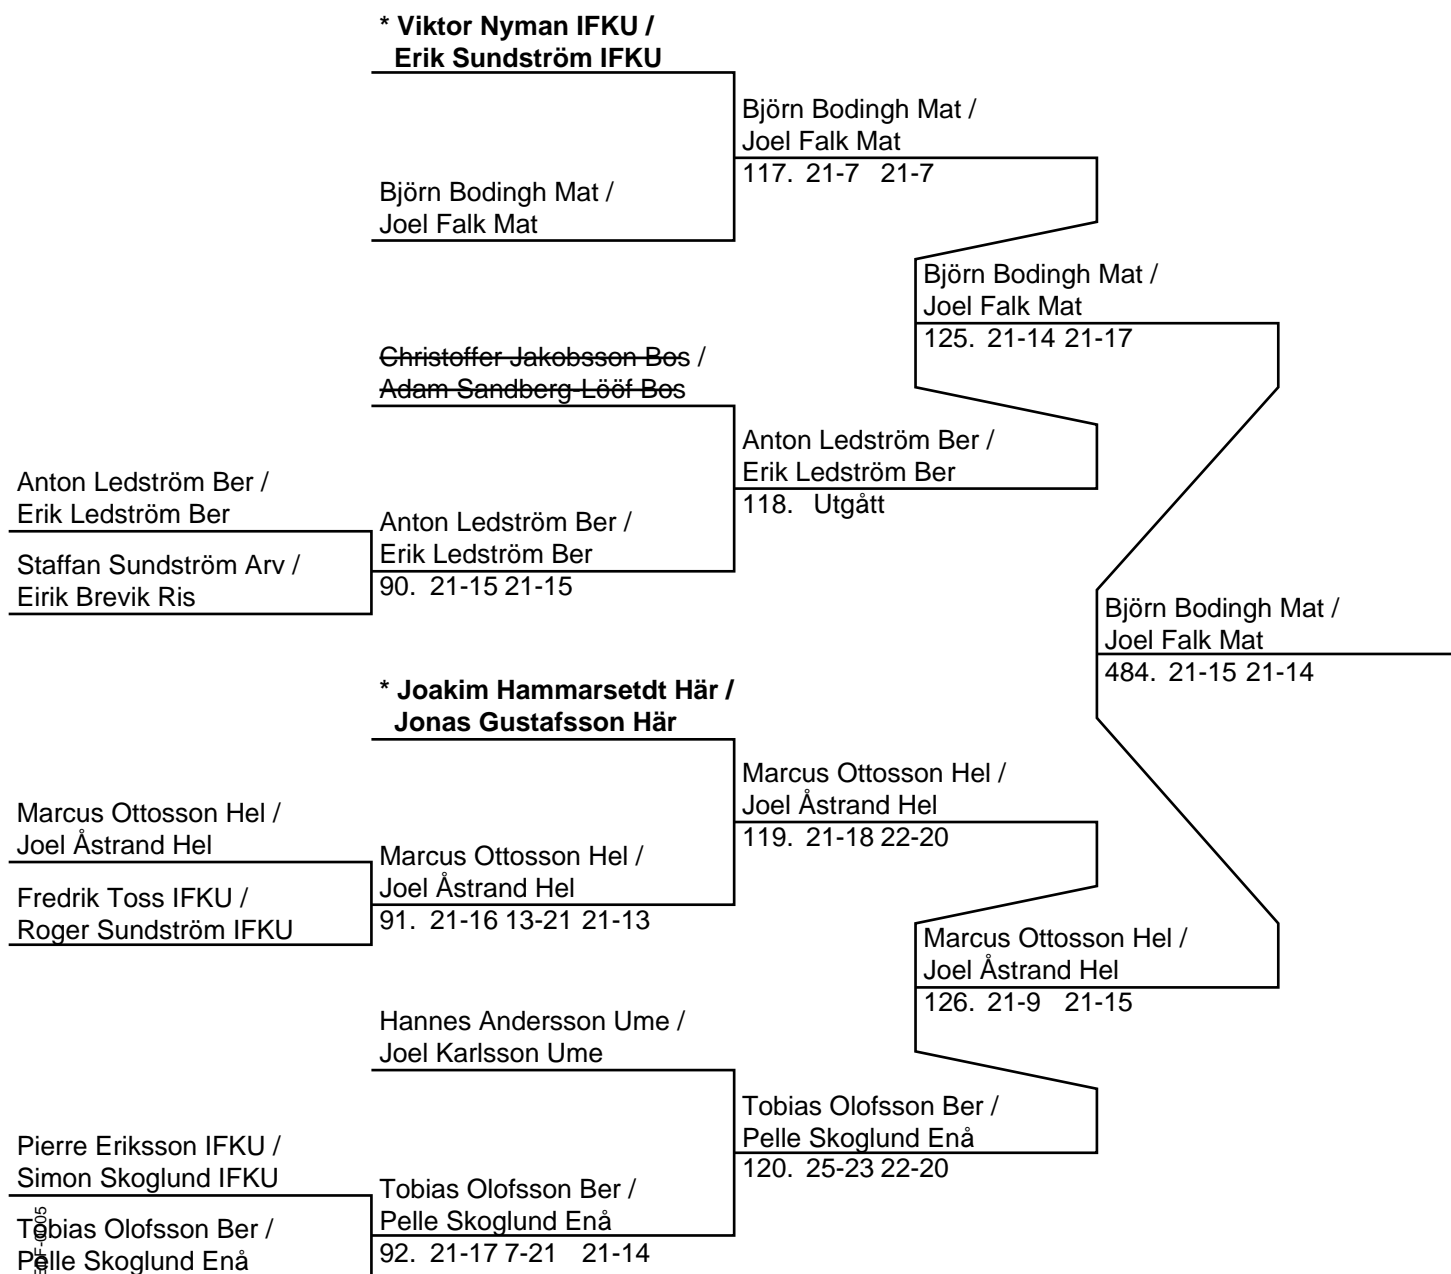 * Viktor Nyman IFKU /
Erik Sundström IFKU
Björn Bodingh Mat /
Joel Falk Mat
117. 21-7 21-7
Björn Bodingh Mat /
Joel Falk Mat
Björn Bodingh Mat /
Joel Falk Mat
125. 21-14 21-17
Christoffer Jakobsson Bos /
Adam Sandberg-Lööf Bos
Anton Ledström Ber /
Erik Ledström Ber
118. Utgått
Anton Ledström Ber /
Erik Ledström Ber
Anton Ledström Ber /
Erik Ledström Ber
90. 21-15 21-15
Staffan Sundström Arv /
Eirik Brevik Ris
Björn Bodingh Mat /
Joel Falk Mat
484. 21-15 21-14
* Joakim Hammarsetdt Här /
Jonas Gustafsson Här
Marcus Ottosson Hel /
Joel Åstrand Hel
119. 21-18 22-20
Marcus Ottosson Hel /
Joel Åstrand Hel
Marcus Ottosson Hel /
Joel Åstrand Hel
91. 21-16 13-21 21-13
Fredrik Toss IFKU /
Roger Sundström IFKU
Marcus Ottosson Hel /
Joel Åstrand Hel
126. 21-9 21-15
Hannes Andersson Ume /
Joel Karlsson Ume
Tobias Olofsson Ber /
Pelle Skoglund Enå
120. 25-23 22-20
Pierre Eriksson IFKU /
Simon Skoglund IFKU
Tobias Olofsson Ber /
Pelle Skoglund Enå
92. 21-17 7-21 21-14
Tobias Olofsson Ber /
Pelle Skoglund Enå